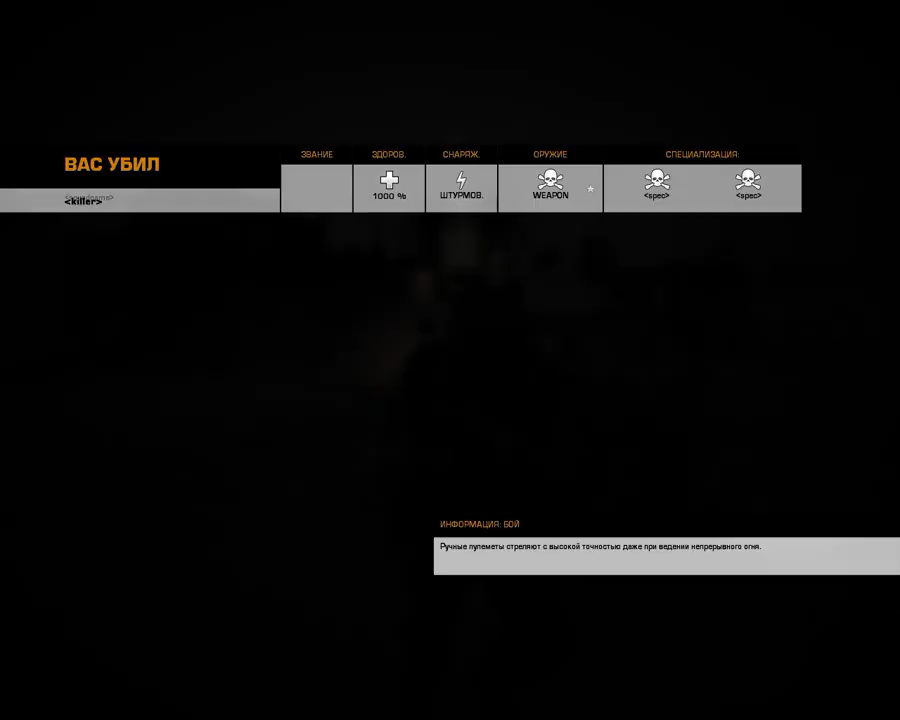 ВАС УБИЛ
ЗВАНИЕ ЗДОРОВ. СНАРЯЖ. ОРУЖИЕ СПЕЦИАЛИЗАЦИЯ:
<killer>
1000 % ШТУРМОВ. WEAPON <spec> <spec>
ИНФОРМАЦИЯ: БОЙ
Ручные пулеметы стреляют с высокой точностью даже при ведении непрерывного огня.